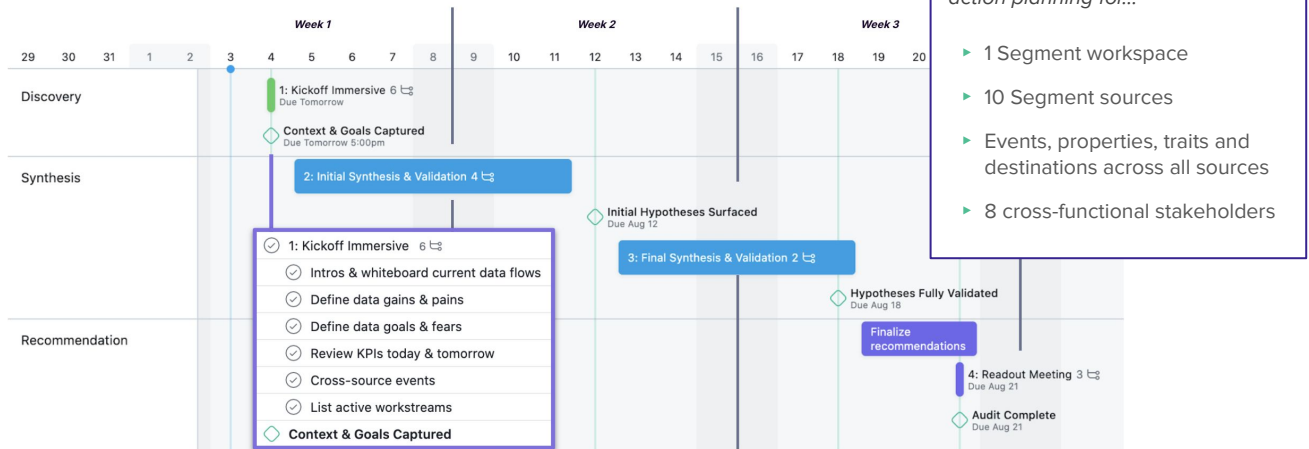 action planning for...
Week 1
Week 2
Week 3
29 30 31 1 2 3 4 5 6 7 8 9 10 11 12 13 14 15 16 17 18 19 20
▸ 1 Segment workspace
▸ 10 Segment sources
▸ Events, properties, traits and
destinations across all sources
▸ 8 cross-functional stakeholders
Discovery
1: Kickoff Immersive 6
Due Tomorrow
Context & Goals Captured
Due Tomorrow 5:00pm
Synthesis
2: Initial Synthesis & Validation 4
Initial Hypotheses Surfaced
Due Aug 12
3: Final Synthesis & Validation 2
Hypotheses Fully Validated
Due Aug 18
1: Kickoff Immersive 6
Intros & whiteboard current data flows
Define data gains & pains
Define data goals & fears
Review KPIs today & tomorrow
Cross-source events
List active workstreams
Context & Goals Captured
Recommendation
Finalize
recommendations
4: Readout Meeting 3
Due Aug 21
Audit Complete
Due Aug 21